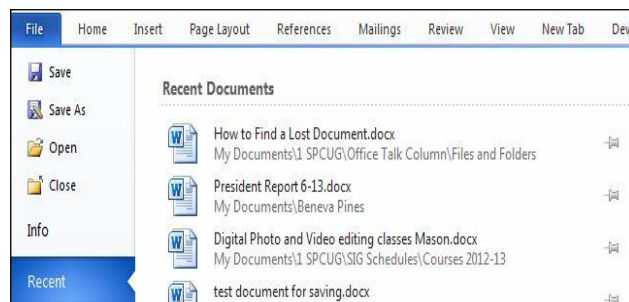 File Home Insert Page Layout References Mailings Review View New Tab Dev
Save
Save As
Open
Close
Info
Recent
Recent Documents
How to Find a Lost Document.docx
My Documents\1 SPCUG\Office Talk Column\Files and Folders
President Report 6-13.docx
My Documents\Beneva Pines
Digital Photo and Video editing classes Mason.docx
My Documents\1 SPCUG\SIG Schedules\Courses 2012-13
test document for saving.docx